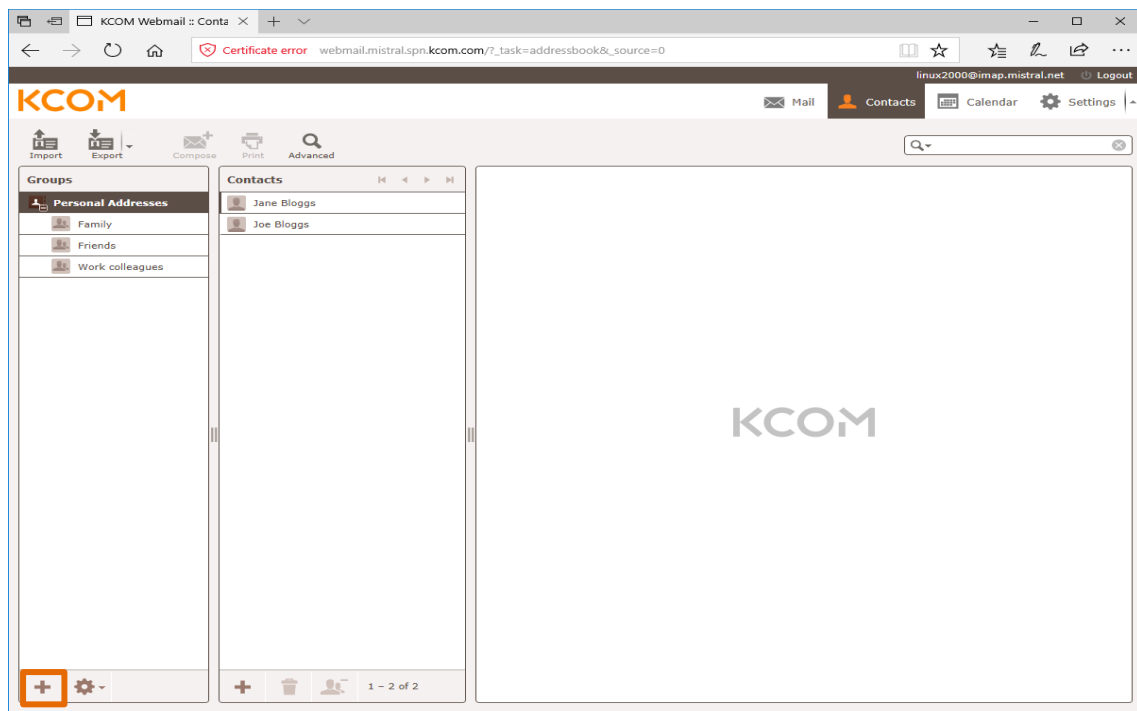 KCOM Webmail :: Conta
Certificate error webmail.mistral.spn.kcom.com/?_task=addressbook&_source=0
linux2000@imap.mistral.net Logout
KCOM
Mail Contacts Calendar Settings
Import Export Compose Print Advanced
Groups
Personal Addresses
Family
Friends
Work colleagues
Contacts
Jane Bloggs
Joe Bloggs
KCOM
1 – 2 of 2